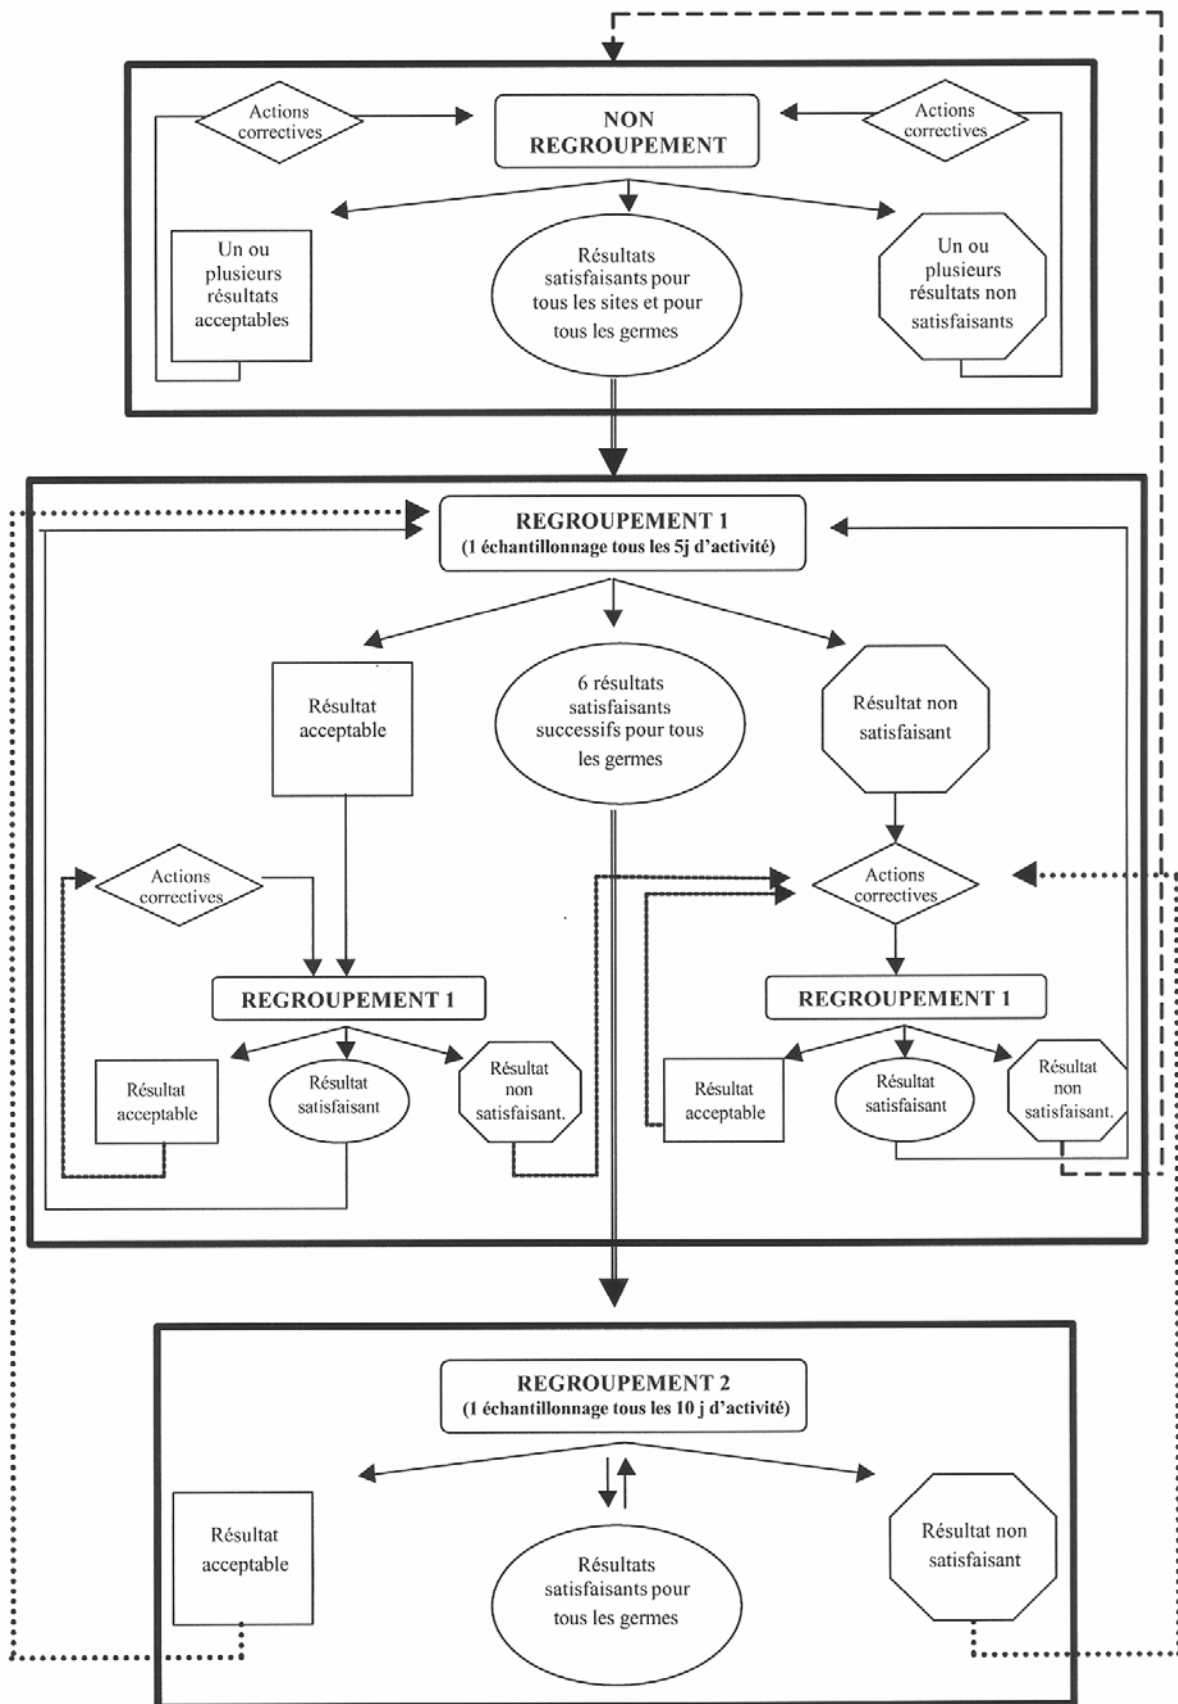 Actions
correctives
NON
REGROUPEMENT
Actions
correctives
Un ou
plusieurs
résultats
acceptables
Résultats
satisfaisants pour
tous les sites et pour
tous les germes
Un ou
plusieurs
résultats non
satisfaisants
REGROUPEMENT 1
(1 échantillonnage tous les 5j d’activité)
Résultat
acceptable
6 résultats
satisfaisants
successifs pour tous
les germes
Résultat non
satisfaisant
Actions
correctives
Actions
correctives
REGROUPEMENT 1
REGROUPEMENT 1
Résultat
acceptable
Résultat
satisfaisant
Résultat
non
satisfaisant.
Résultat
acceptable
Résultat
satisfaisant
Résultat
non
satisfaisant.
REGROUPEMENT 2
(1 échantillonnage tous les 10 j d’activité)
Résultat
acceptable
Résultats
satisfaisants pour
tous les germes
Résultat non
satisfaisant